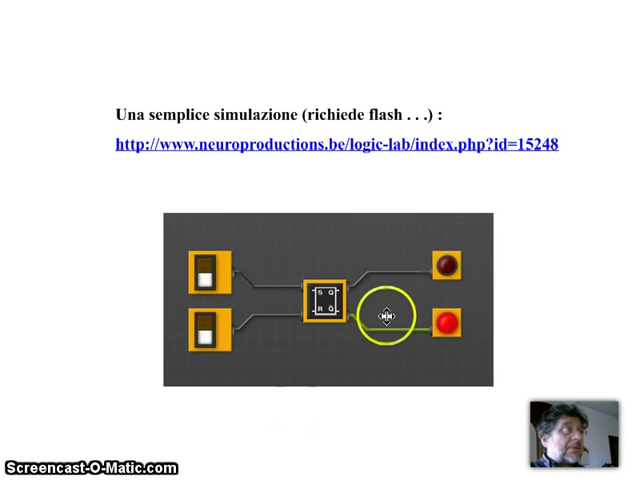 Una semplice simulazione (richiede flash . . .) :
http://www.neuroproductions.be/logic-lab/index.php?id=15248
S Q
R Q̅
Screencast-O-Matic.com